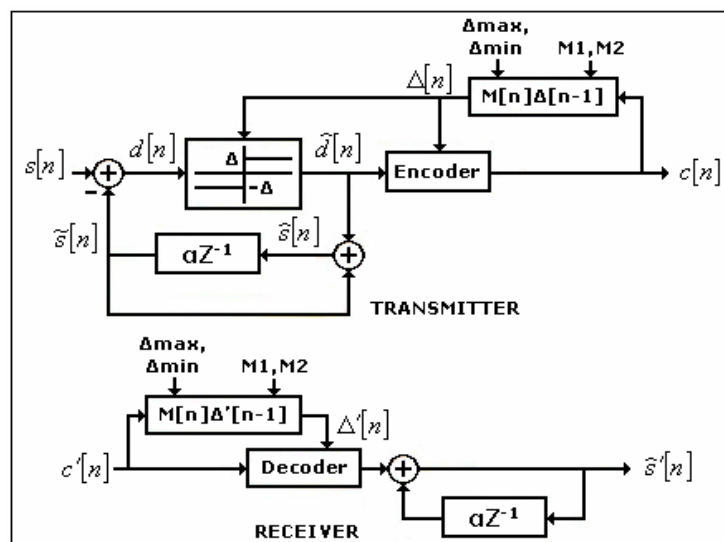 Δmax,
Δmin
M1,M2
Δ[n]
M[n]Δ[n-1]
s[n]
+
−
d[n]
Δ
-Δ
d̂[n]
Encoder
c[n]
s̃[n]
αZ⁻¹
ŝ[n]
+
TRANSMITTER
Δmax,
Δmin
M1,M2
M[n]Δ'[n-1]
Δ'[n]
c'[n]
Decoder
+
ŝ'[n]
αZ⁻¹
RECEIVER